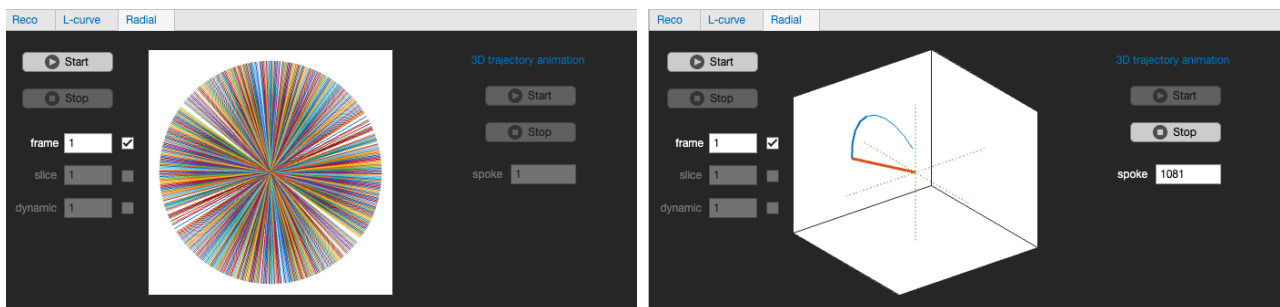 Reco L-curve Radial
Start
Stop
frame 1
slice 1
dynamic 1
3D trajectory animation
Start
Stop
spoke 1
Reco L-curve Radial
Start
Stop
frame 1
slice 1
dynamic 1
3D trajectory animation
Start
Stop
spoke 1081